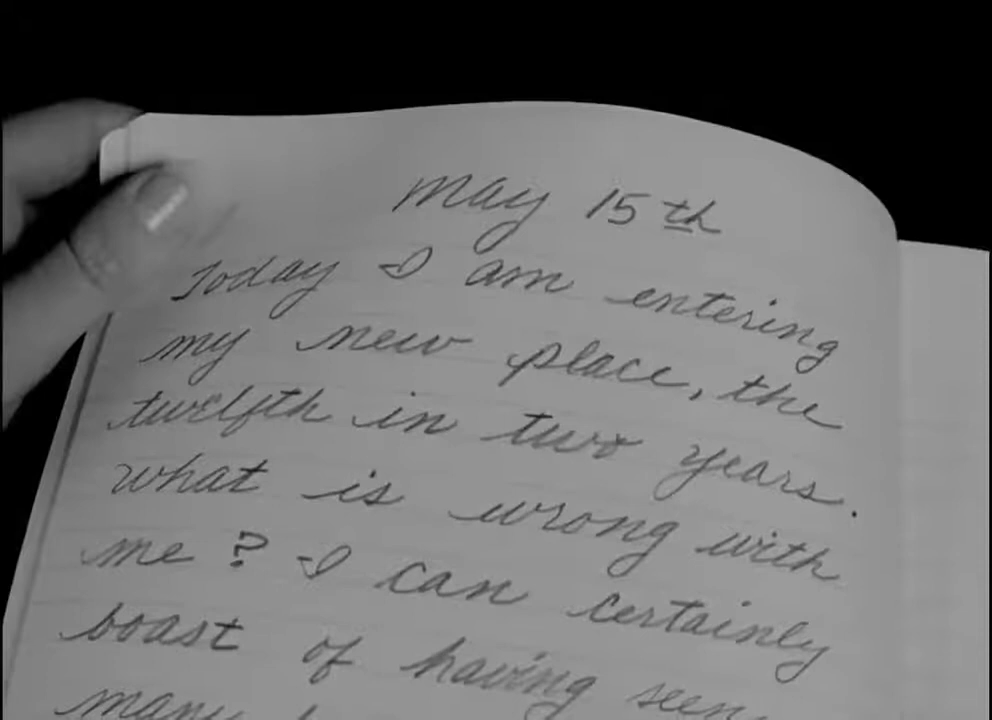 May 15th
Today I am entering
my new place, the
twelfth in two years.
What is wrong with
me? I can certainly
boast of having seen
many